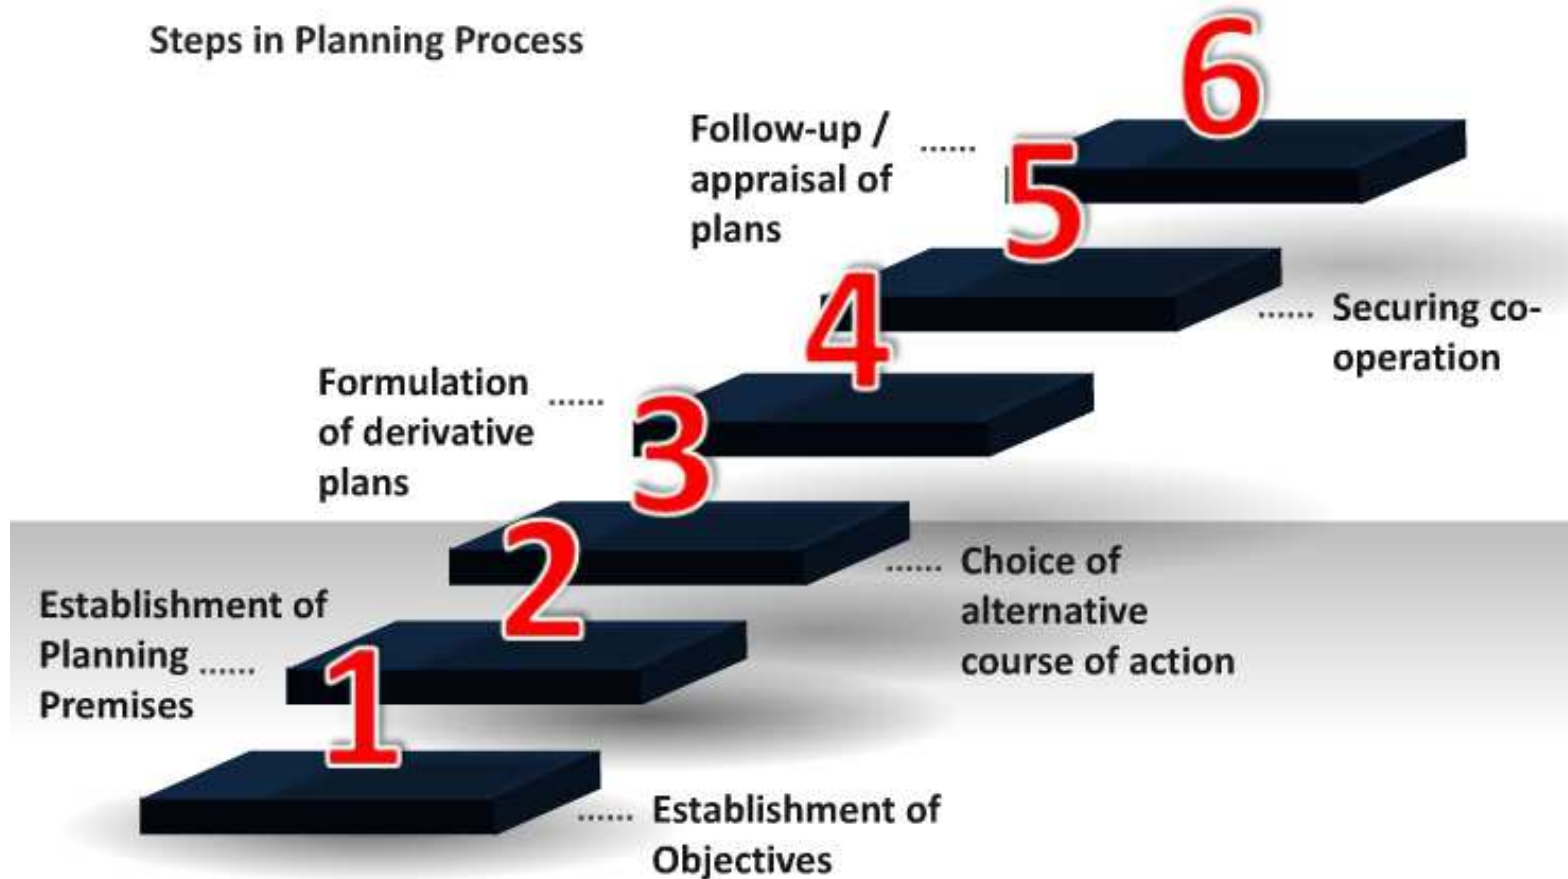 Steps in Planning Process
6
Follow-up /
appraisal of
plans
5
Securing co-
operation
4
Formulation
of derivative
plans
3
Choice of
alternative
course of action
2
Establishment of
Planning
Premises
1
Establishment of
Objectives